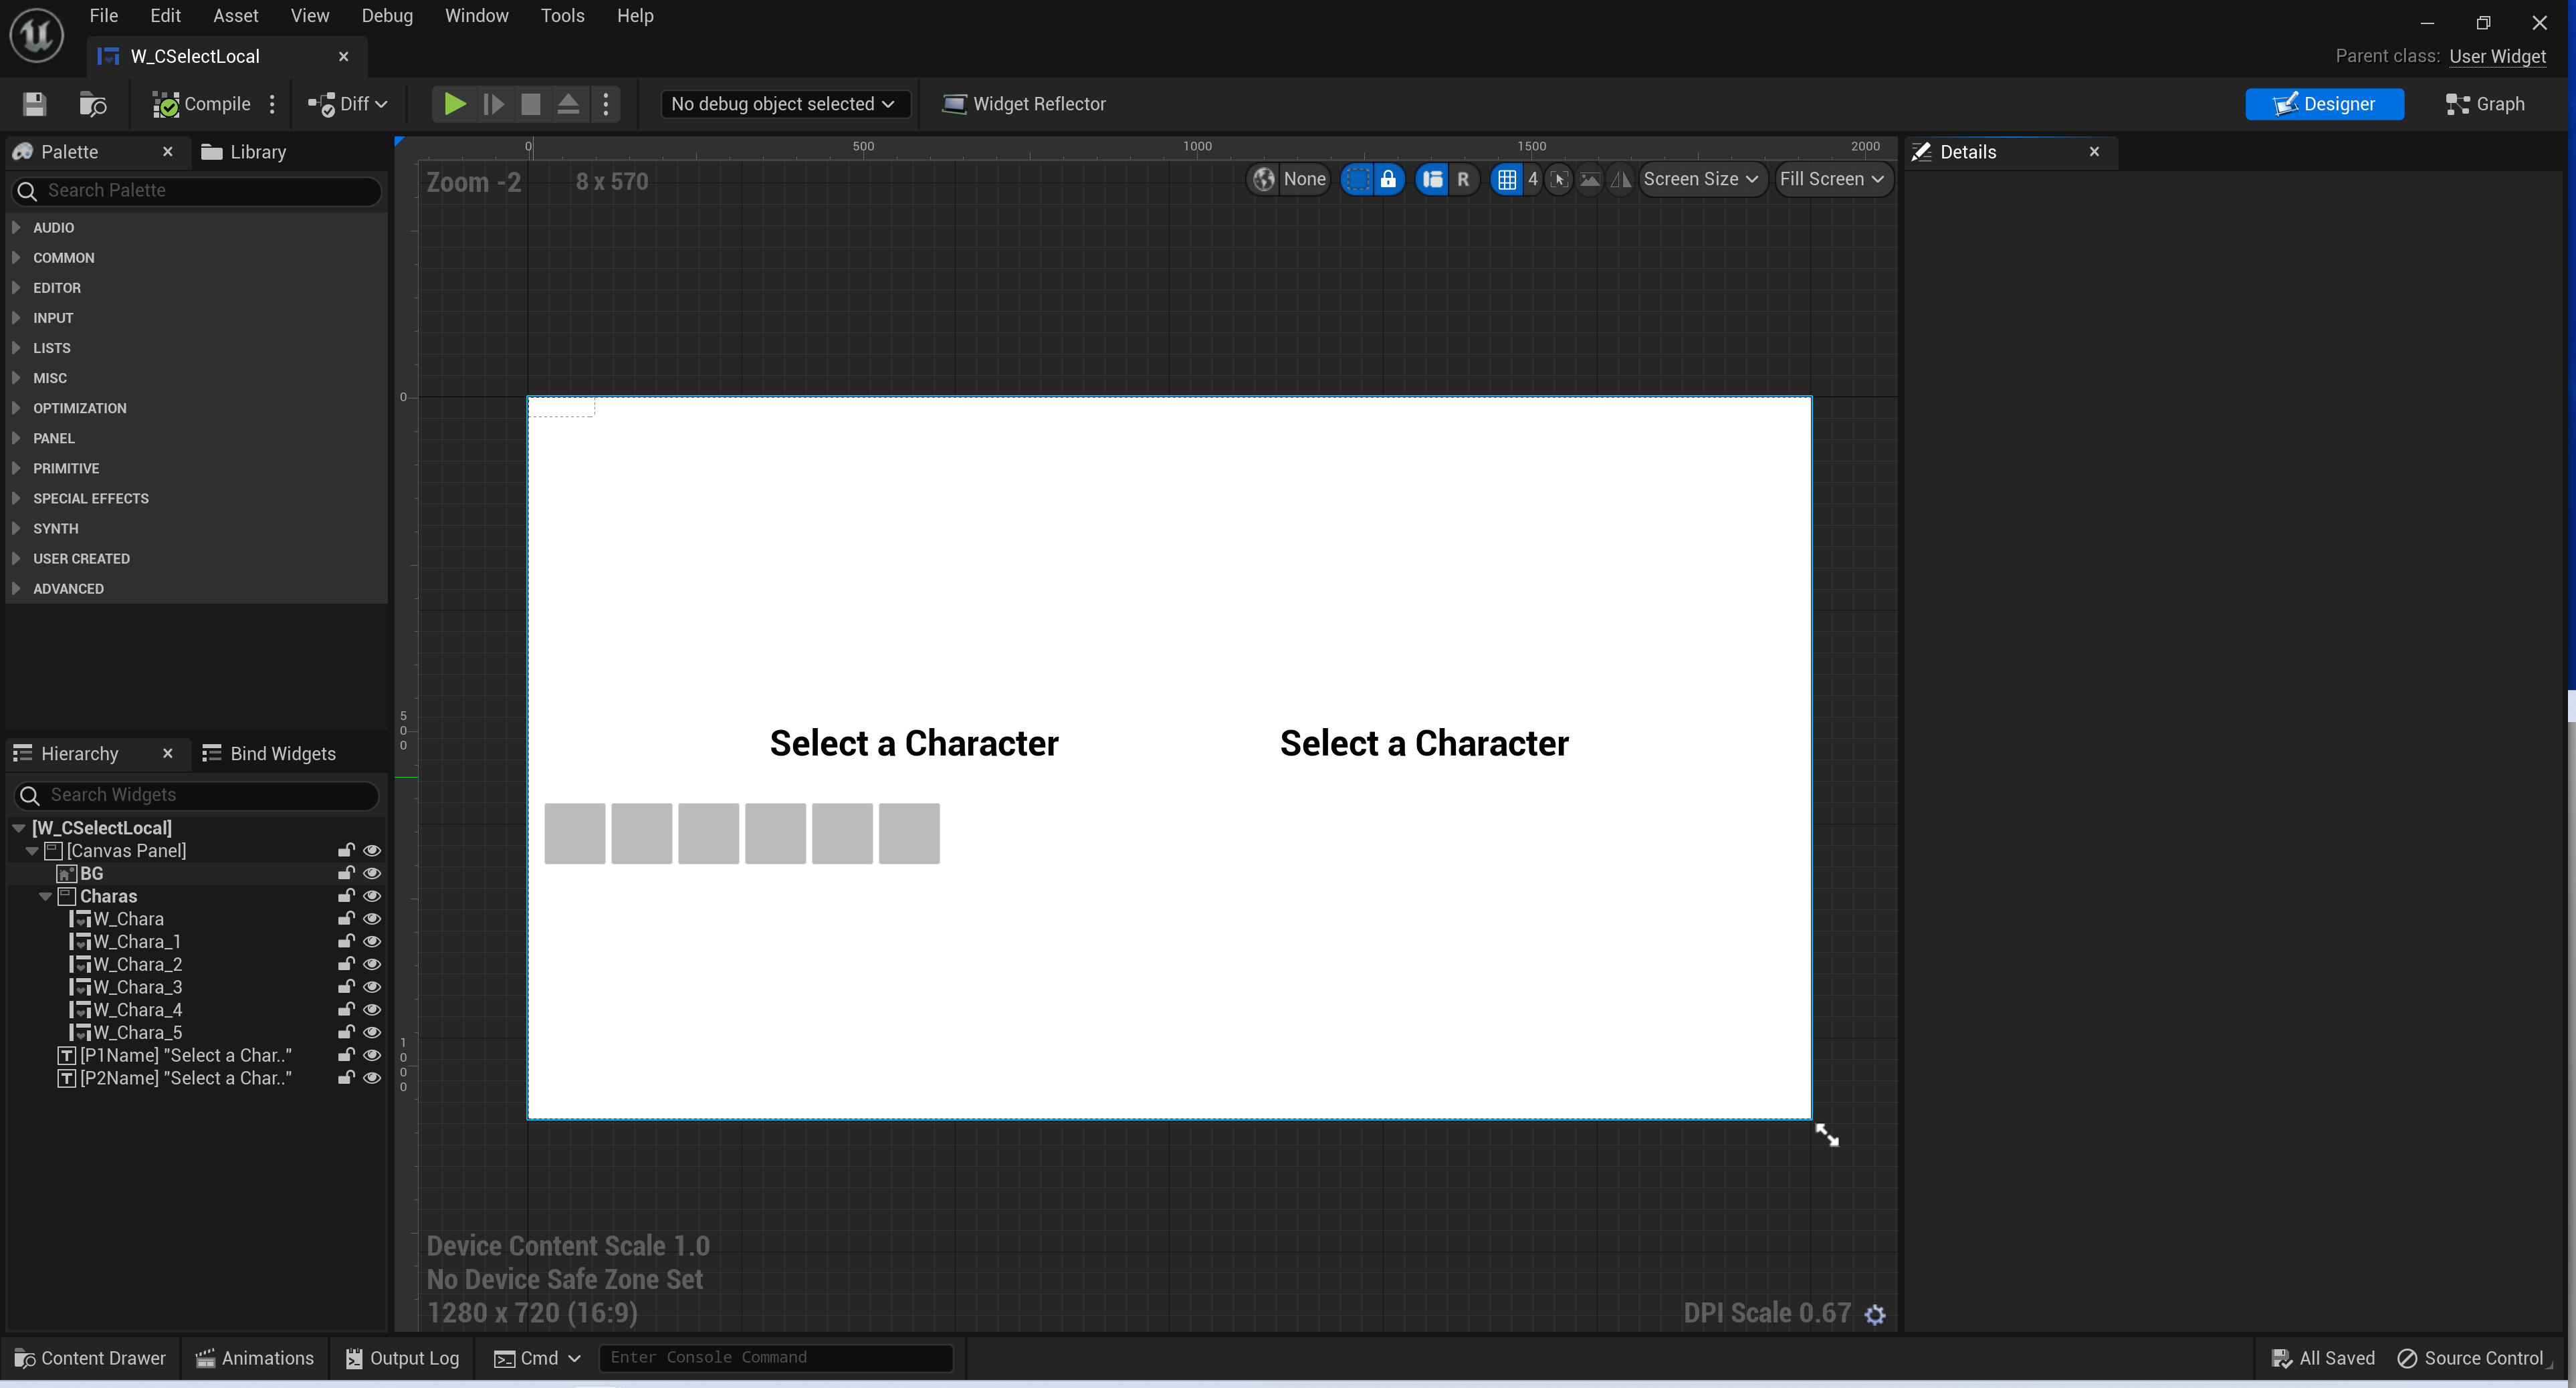 File Edit Asset View Debug Window Tools Help
W_CSelectLocal
Parent class: User Widget
Compile Diff No debug object selected Widget Reflector Designer Graph
Palette Library
Details
0 500 1000 1500 2000
Zoom -2 8 x 570
None R 4 Screen Size Fill Screen
Search Palette
AUDIO
COMMON
EDITOR
INPUT
LISTS
MISC
OPTIMIZATION
PANEL
PRIMITIVE
SPECIAL EFFECTS
SYNTH
USER CREATED
ADVANCED
0
500
1000
Select a Character Select a Character
Hierarchy Bind Widgets
Search Widgets
[W_CSelectLocal]
[Canvas Panel]
BG
Charas
W_Chara
W_Chara_1
W_Chara_2
W_Chara_3
W_Chara_4
W_Chara_5
[P1Name] "Select a Char.."
[P2Name] "Select a Char.."
Device Content Scale 1.0
No Device Safe Zone Set
1280 x 720 (16:9)
DPI Scale 0.67
Content Drawer Animations Output Log Cmd Enter Console Command All Saved Source Control